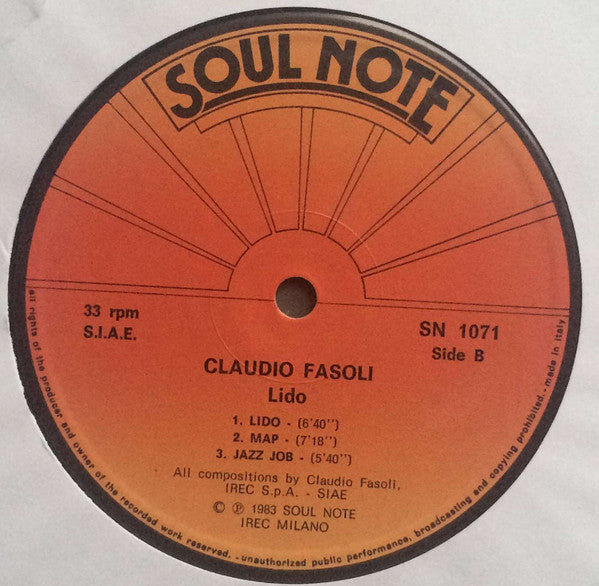 SOUL NOTE
33 rpm
S.I.A.E.
SN 1071
Side B
CLAUDIO FASOLI
Lido
1. LIDO - (6'40")
2. MAP - (7'18")
3. JAZZ JOB - (5'40")
All compositions by Claudio Fasoli,
IREC S.p.A. - SIAE
© ℗ 1983 SOUL NOTE
IREC MILANO
all rights of the producer and owner of the recorded work reserved. - unauthorized public performance, broadcasting and copying prohibited. - made in Italy